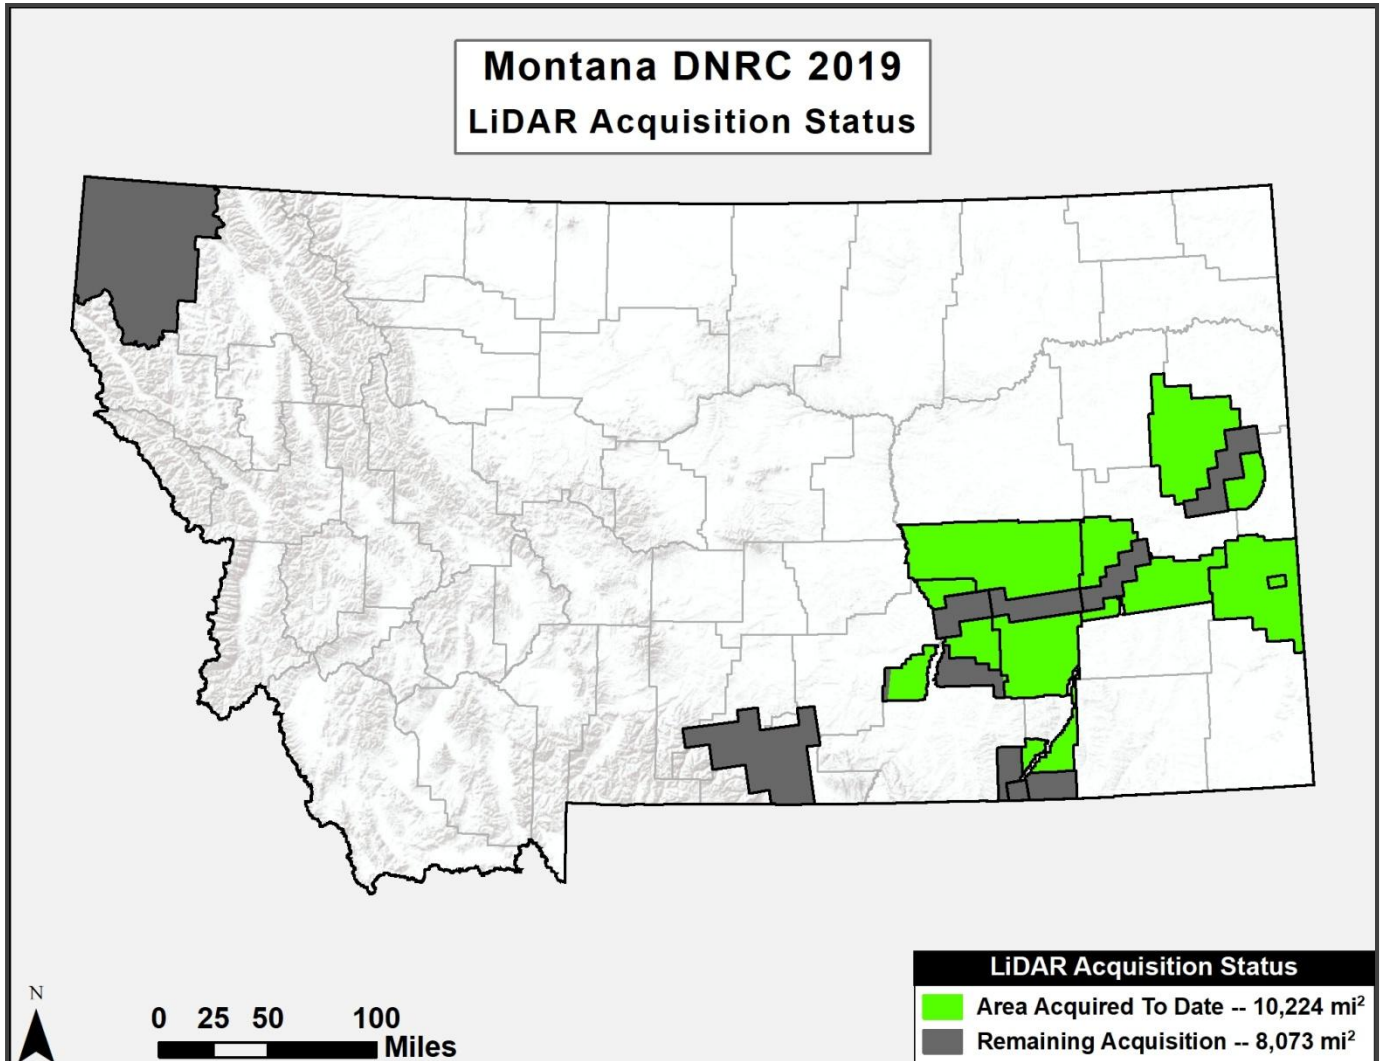 Montana DNRC 2019
LiDAR Acquisition Status
N
0 25 50 100
Miles
LiDAR Acquisition Status
Area Acquired To Date -- 10,224 mi²
Remaining Acquisition -- 8,073 mi²